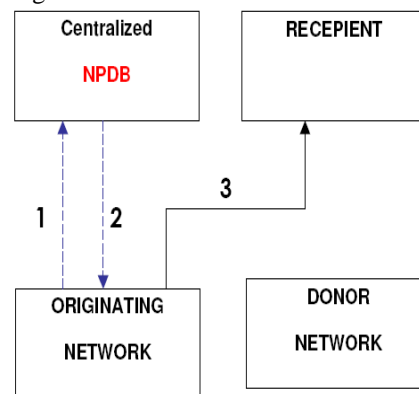 Centralized
NPDB
RECEPIENT
3
1
2
ORIGINATING
NETWORK
DONOR
NETWORK